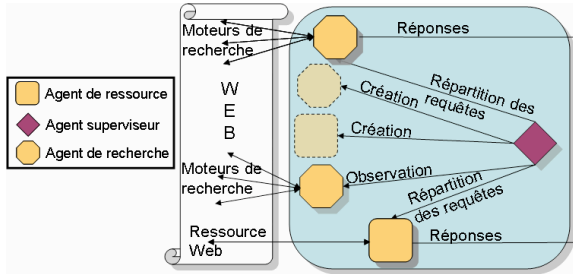 Agent de ressource
Agent superviseur
Agent de recherche
Moteurs de
recherche
W
E
B
Moteurs de
recherche
Ressource
Web
Réponses
Répartition des
requêtes
Création
Création
Observation
Répartition
des requêtes
Réponses